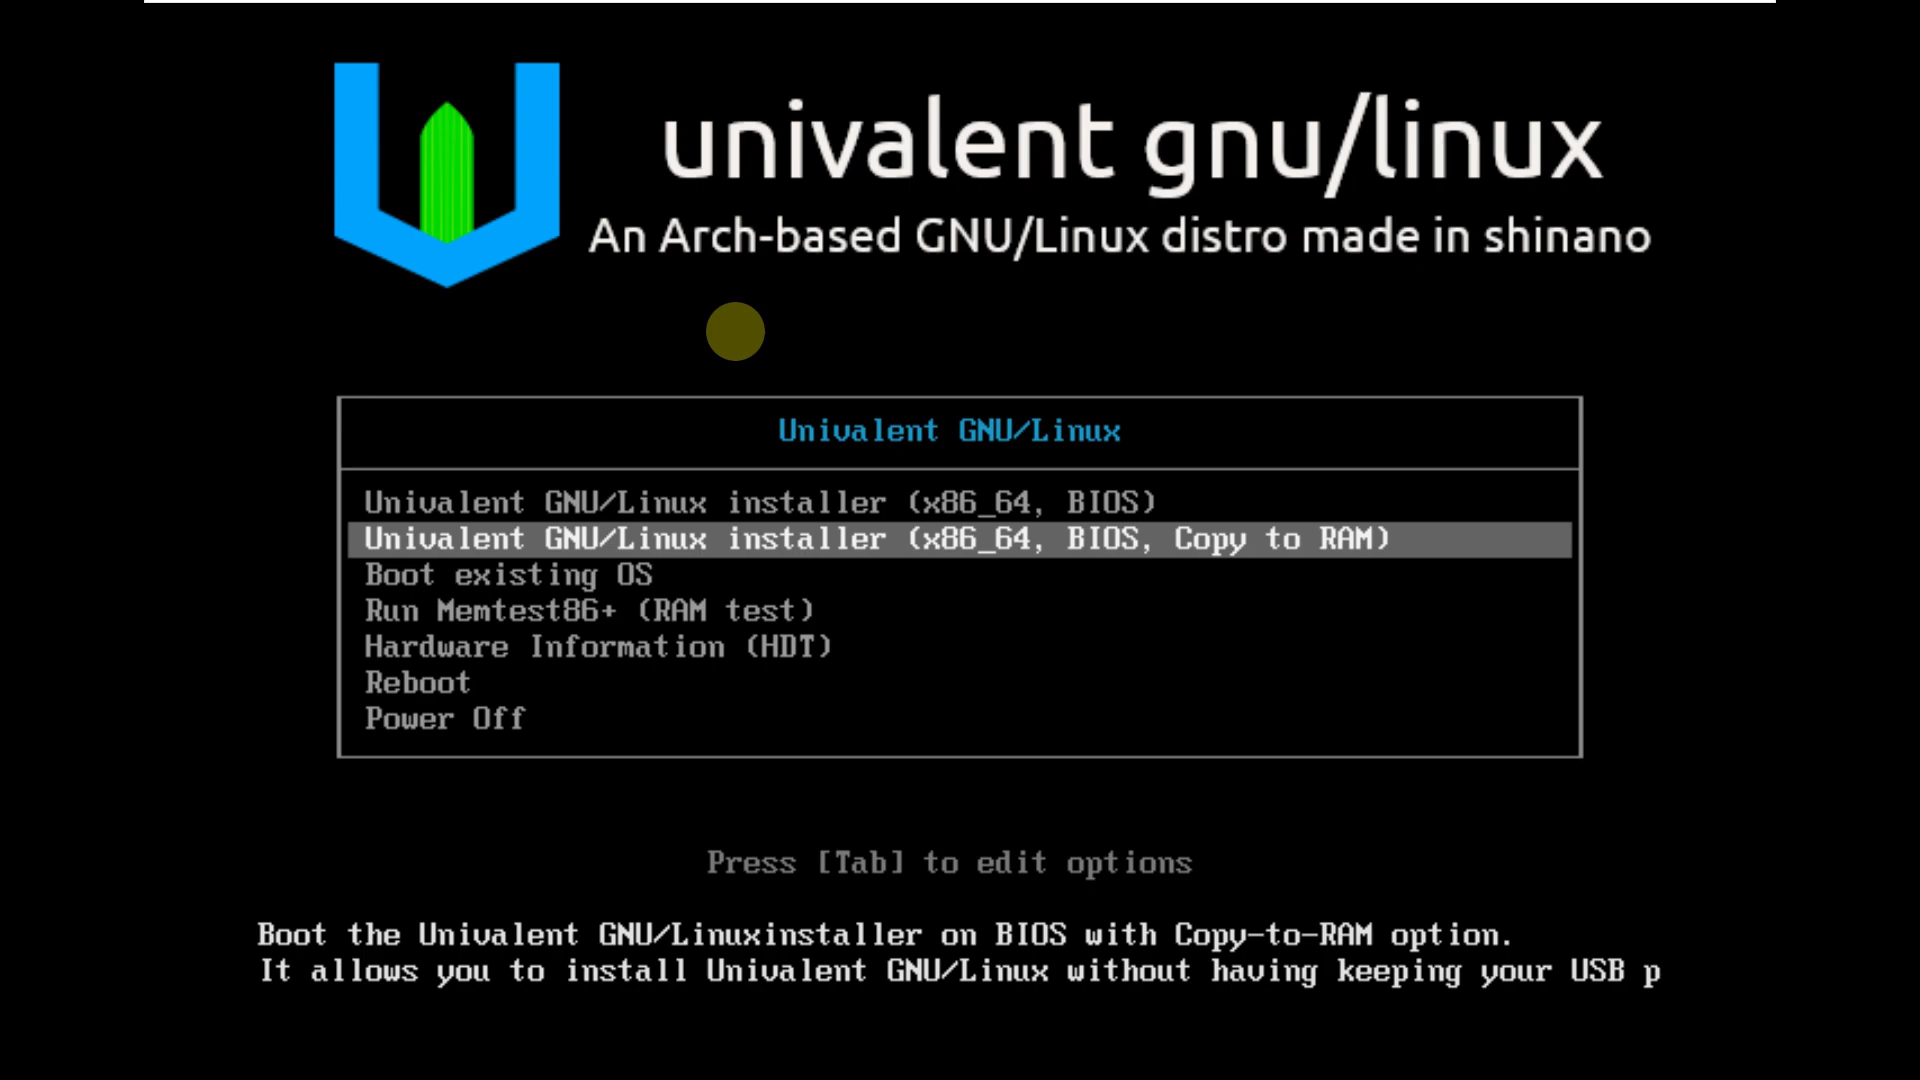 univalent gnu/linux
An Arch-based GNU/Linux distro made in shinano
Univalent GNU/Linux
Univalent GNU/Linux installer (x86_64, BIOS)
Univalent GNU/Linux installer (x86_64, BIOS, Copy to RAM)
Boot existing OS
Run Memtest86+ (RAM test)
Hardware Information (HDT)
Reboot
Power Off
Press [Tab] to edit options
Boot the Univalent GNU/Linuxinstaller on BIOS with Copy-to-RAM option.
It allows you to install Univalent GNU/Linux without having keeping your USB p